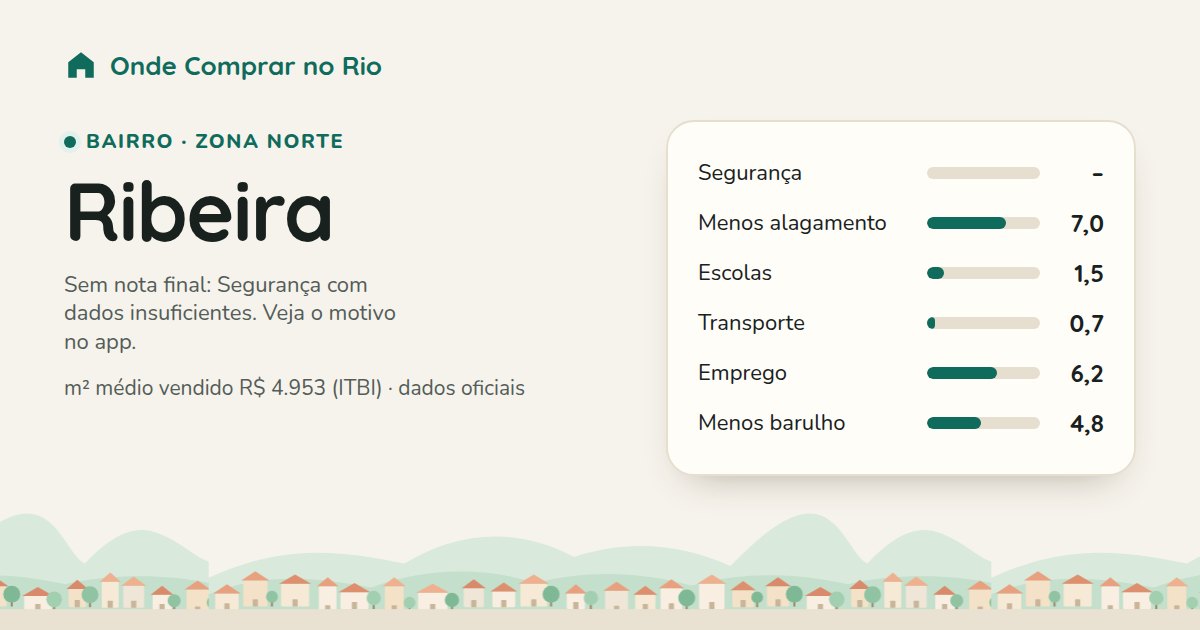 Onde Comprar no Rio
BAIRRO · ZONA NORTE
Ribeira
Sem nota final: Segurança com
dados insuficientes. Veja o motivo
no app.
m² médio vendido R$ 4.953 (ITBI) · dados oficiais
Segurança –
Menos alagamento 7,0
Escolas 1,5
Transporte 0,7
Emprego 6,2
Menos barulho 4,8